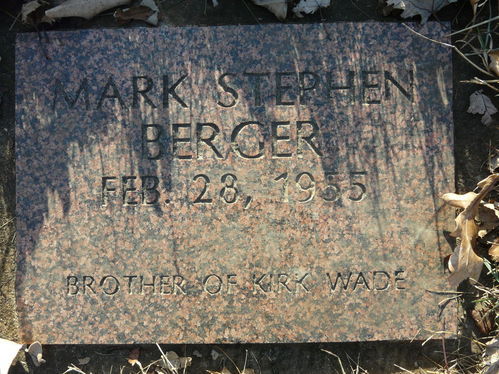 MARK STEPHEN
BERGER
FEB. 28, 1955
BROTHER OF KIRK WADE